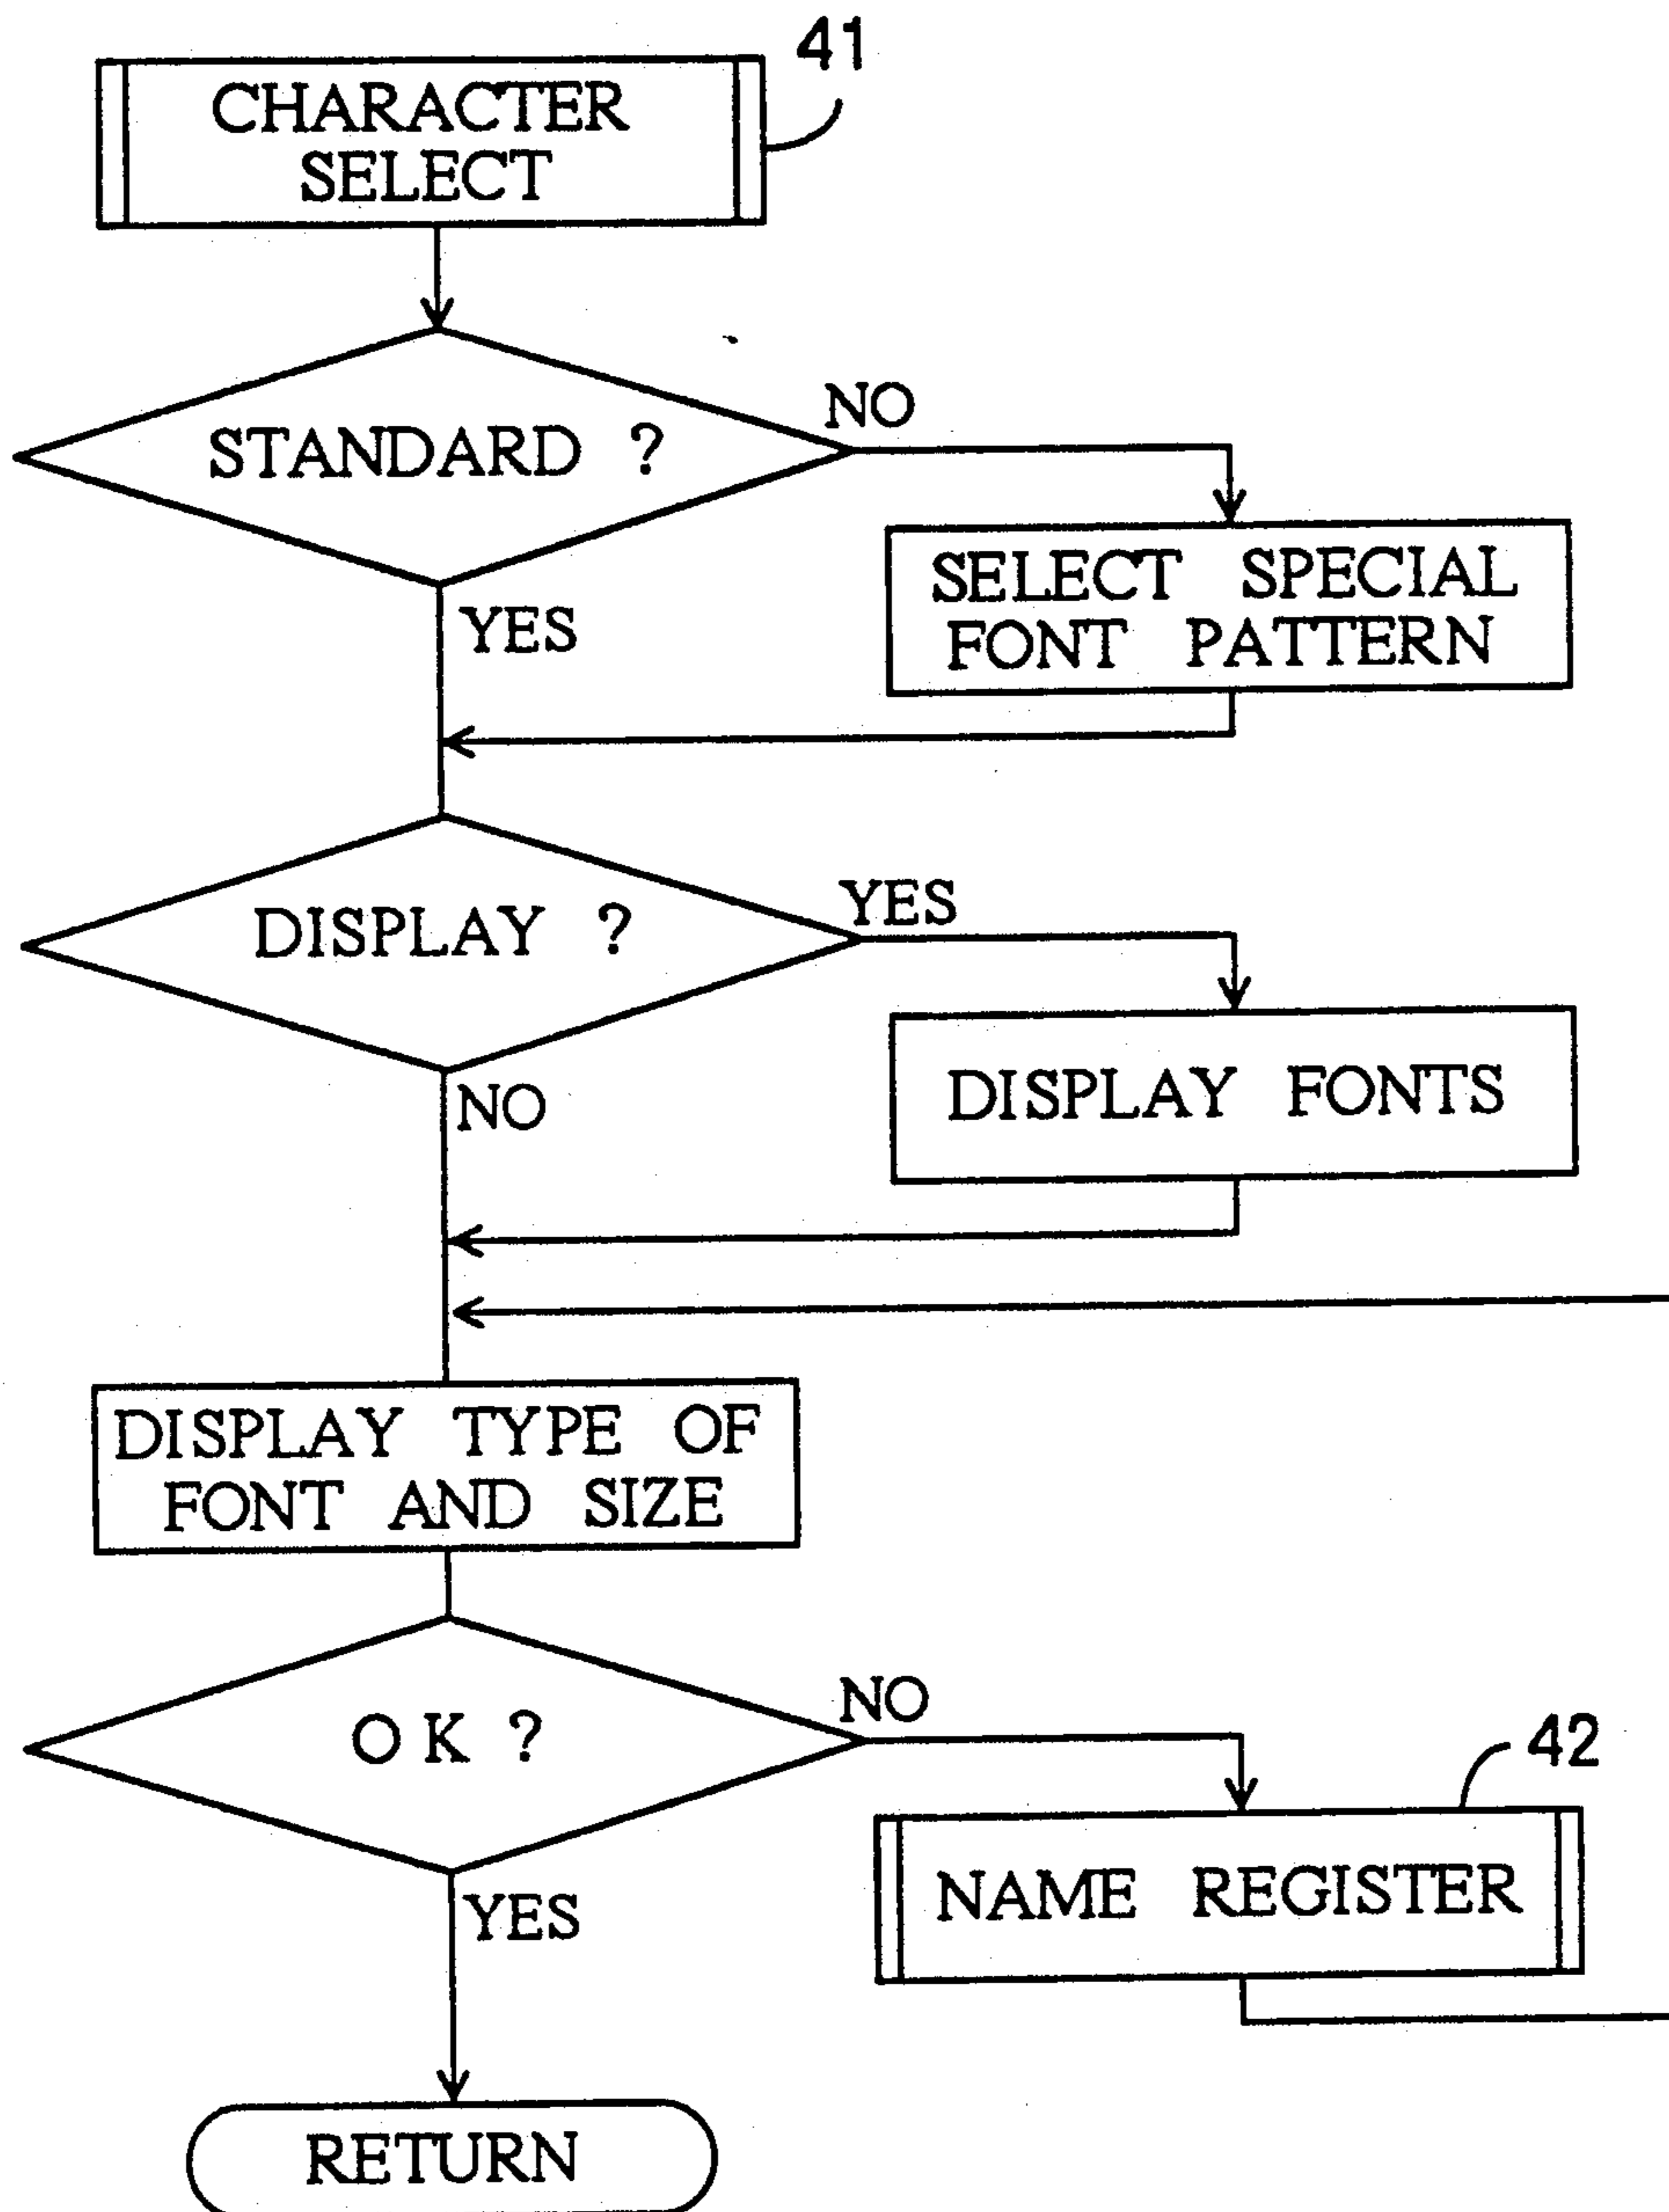 41
CHARACTER
SELECT
STANDARD ?
NO
YES
SELECT SPECIAL
FONT PATTERN
DISPLAY ?
YES
NO
DISPLAY FONTS
DISPLAY TYPE OF
FONT AND SIZE
OK ?
NO
YES
42
NAME REGISTER
RETURN